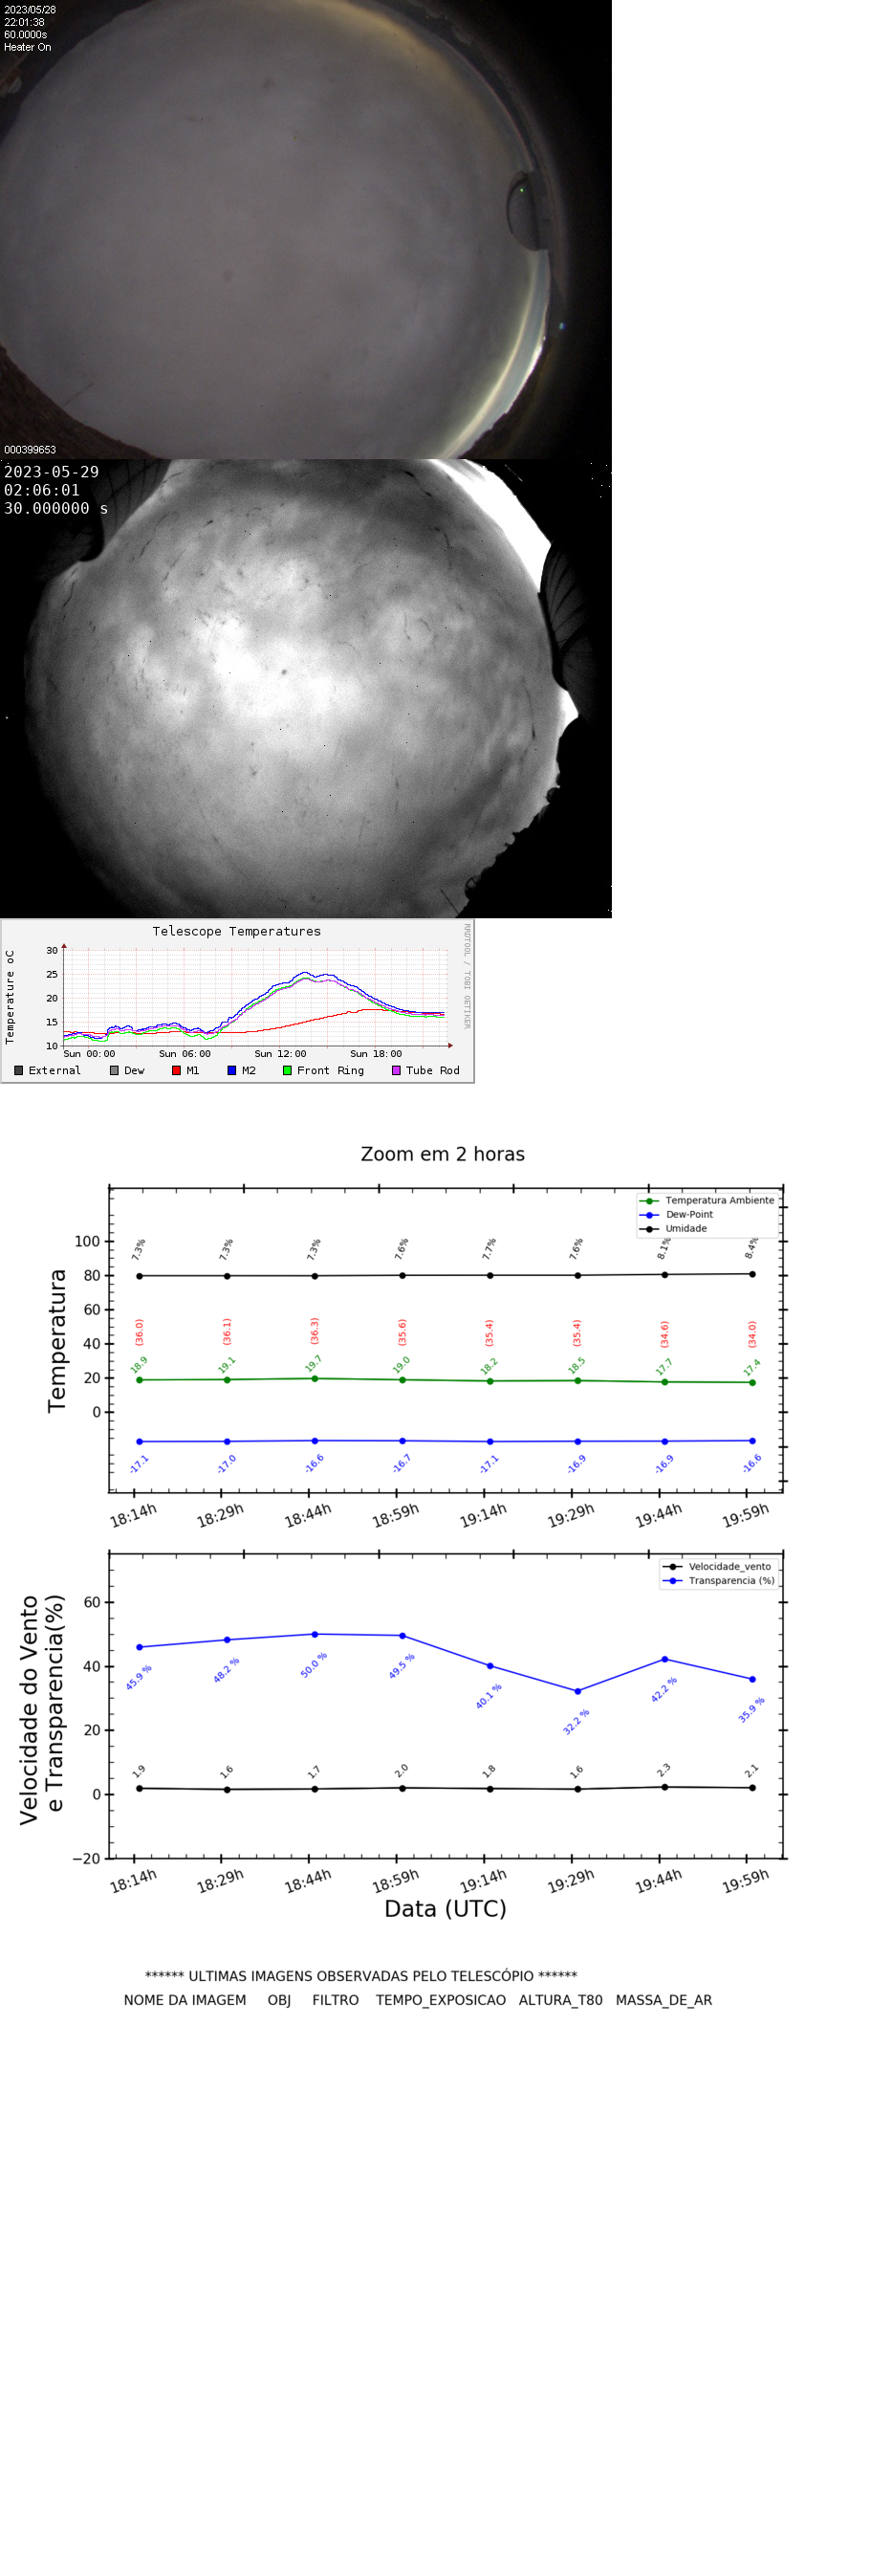 2023/05/28
22:01:38
60.0000s
Heater On
000399653
2023-05-29
02:06:01
30.000000 s
Telescope Temperatures
RRDTOOL / TOBI OETIKER
Temperature oC
30
25
20
15
10
Sun 00:00 Sun 06:00 Sun 12:00 Sun 18:00
External Dew M1 M2 Front Ring Tube Rod
Zoom em 2 horas
Temperatura Ambiente
Dew-Point
Umidade
Temperatura
100
80
60
40
20
0
7.3% 7.3% 7.3% 7.6% 7.7% 7.6% 8.1% 8.4%
(36.0) (36.1) (36.3) (35.6) (35.4) (35.4) (34.6) (34.0)
18.9 19.1 19.7 19.0 18.2 18.5 17.7 17.4
-17.1 -17.0 -16.6 -16.7 -17.1 -16.9 -16.9 -16.6
18:14h 18:29h 18:44h 18:59h 19:14h 19:29h 19:44h 19:59h
Velocidade_vento
Transparencia (%)
Velocidade do Vento
e Transparencia(%)
60
40
20
0
−20
45.9 % 48.2 % 50.0 % 49.5 % 40.1 % 32.2 % 42.2 % 35.9 %
1.9 1.6 1.7 2.0 1.8 1.6 2.3 2.1
18:14h 18:29h 18:44h 18:59h 19:14h 19:29h 19:44h 19:59h
Data (UTC)
****** ULTIMAS IMAGENS OBSERVADAS PELO TELESCÓPIO ******
NOME DA IMAGEM OBJ FILTRO TEMPO_EXPOSICAO ALTURA_T80 MASSA_DE_AR